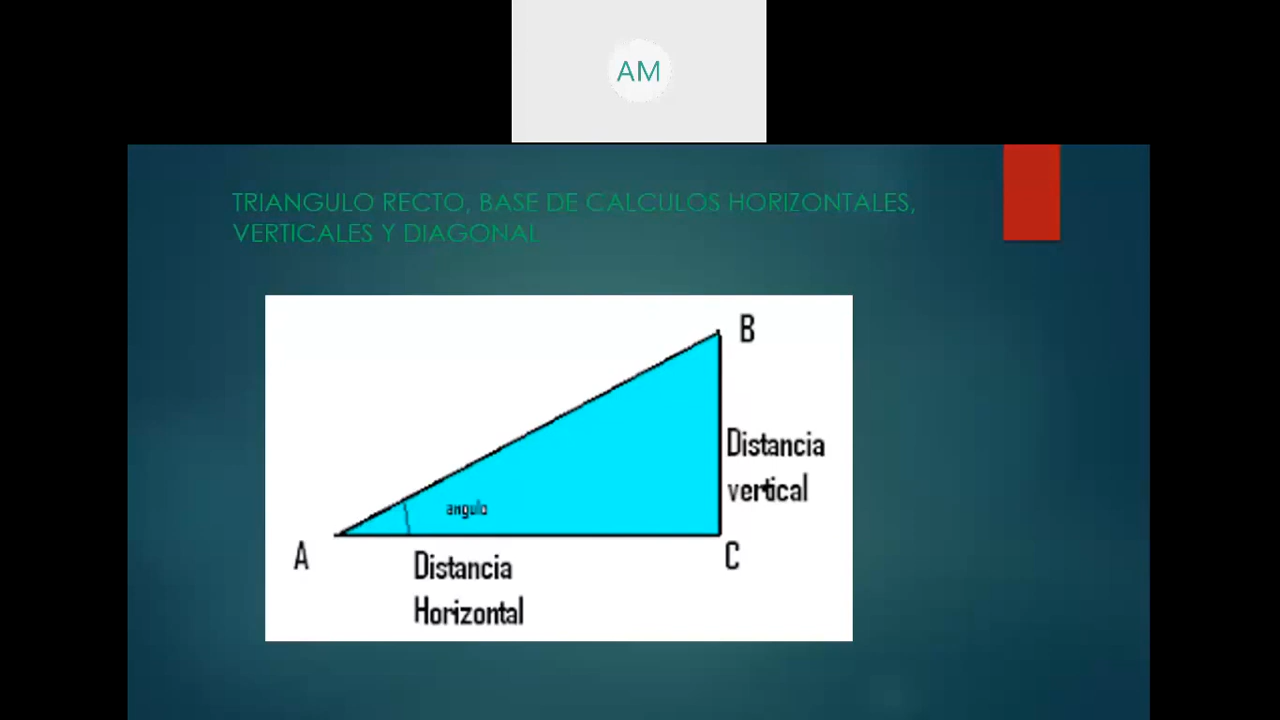 AM
TRIANGULO RECTO, BASE DE CALCULOS HORIZONTALES,
VERTICALES Y DIAGONAL
B
Distancia
vertical
angulo
A
C
Distancia
Horizontal